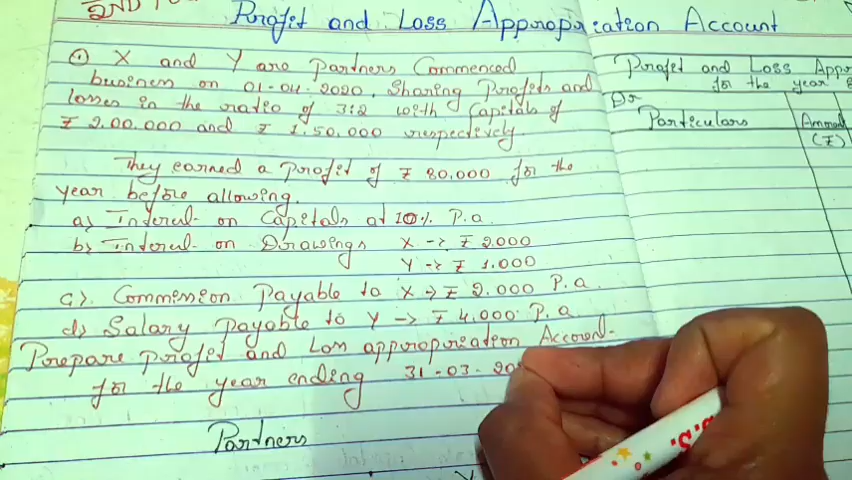 2ND
Profit and Loss Appropriation Account
① X and Y are Partners Commenced
business on 01-04-2020, Sharing Profits and
losses in the ratio of 3:2 with Capitals of
₹ 2,00,000 and ₹ 1,50,000 respectively.
They earned a Profit of ₹ 80,000 for the
year before allowing.
a) Interest on Capitals at 10% P.a
b) Interest on Drawings X → ₹ 2,000
Y → ₹ 1,000
c). Commission Payable to X → ₹ 2,000 P.a.
d) Salary Payable to Y → ₹ 4,000 P.a
Prepare Profit and Loss appropriation Account
for the year ending 31-03-20
Partners
Profit and Loss Appro
for the year
Dr
Particulars
Amount
(₹)